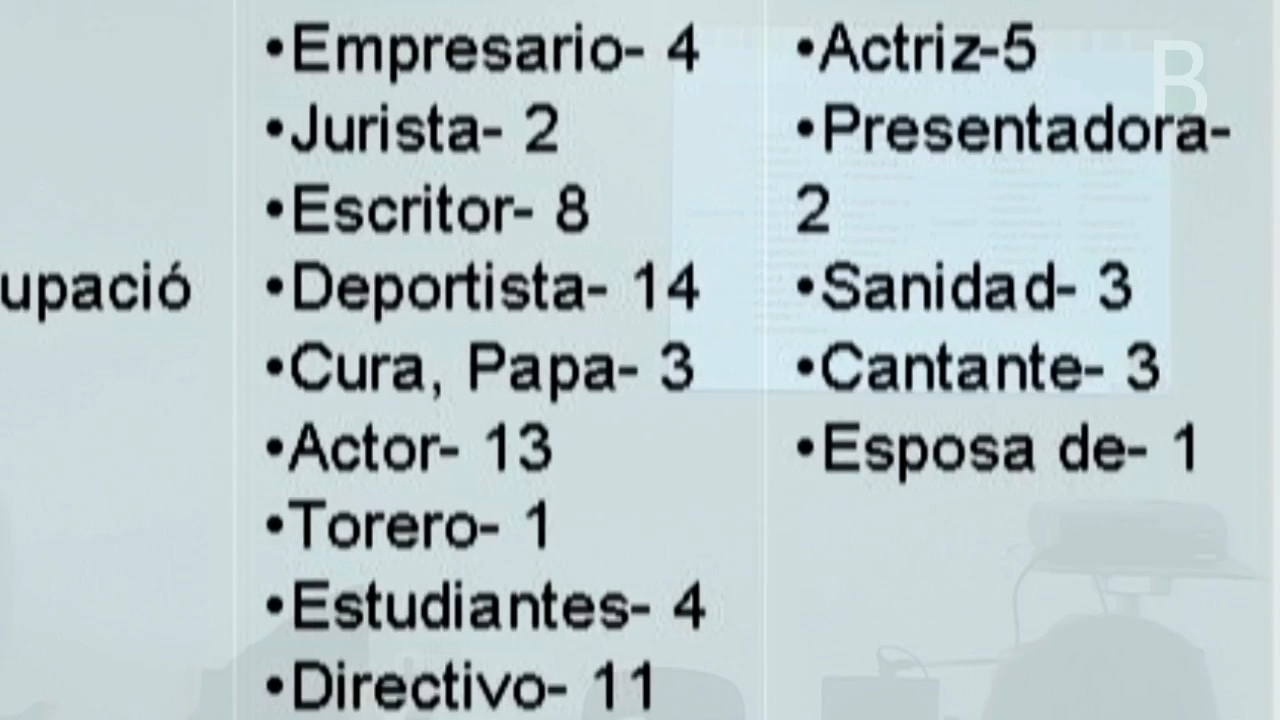 B
upació
•Empresario- 4
•Jurista- 2
•Escritor- 8
•Deportista- 14
•Cura, Papa- 3
•Actor- 13
•Torero- 1
•Estudiantes- 4
•Directivo- 11
•Actriz-5
•Presentadora-
2
•Sanidad- 3
•Cantante- 3
•Esposa de- 1